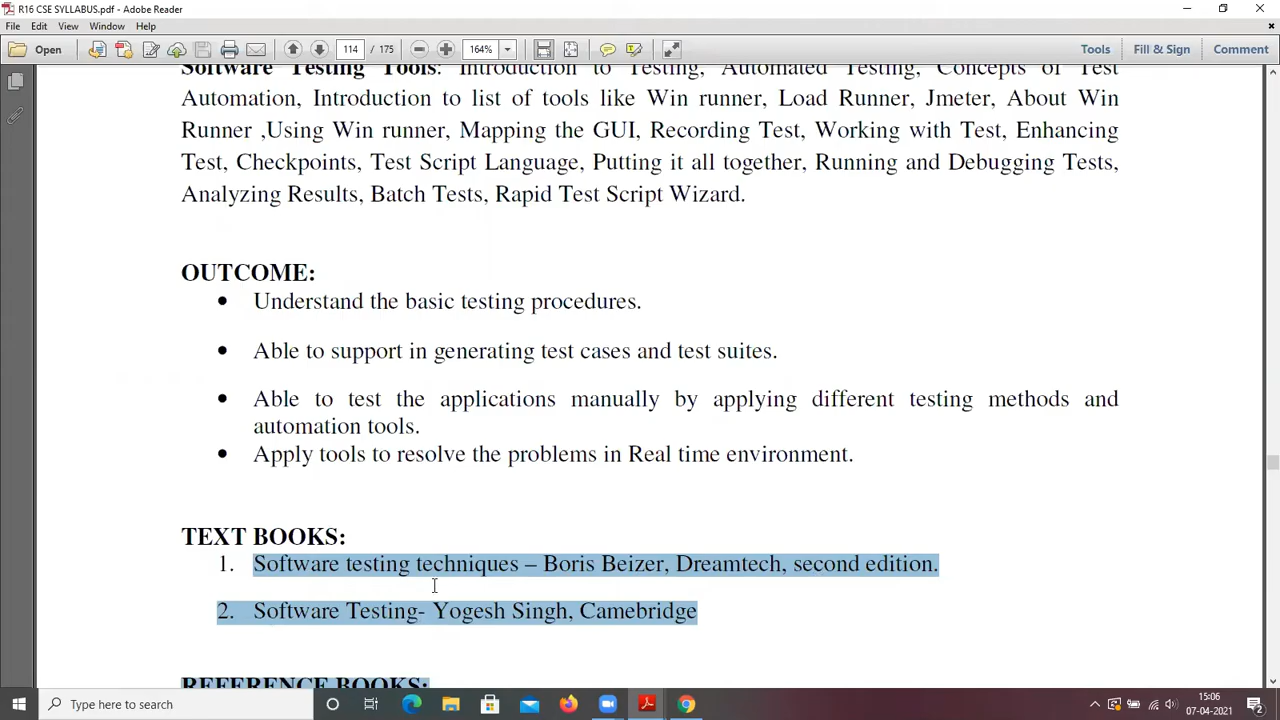 R16 CSE SYLLABUS.pdf - Adobe Reader
File Edit View Window Help
Open 114 / 175 164% Tools Fill & Sign Comment
Software Testing Tools: Introduction to Testing, Automated Testing, Concepts of Test
Automation, Introduction to list of tools like Win runner, Load Runner, Jmeter, About Win
Runner ,Using Win runner, Mapping the GUI, Recording Test, Working with Test, Enhancing
Test, Checkpoints, Test Script Language, Putting it all together, Running and Debugging Tests,
Analyzing Results, Batch Tests, Rapid Test Script Wizard.
OUTCOME:
• Understand the basic testing procedures.
• Able to support in generating test cases and test suites.
• Able to test the applications manually by applying different testing methods and
automation tools.
• Apply tools to resolve the problems in Real time environment.
TEXT BOOKS:
1. Software testing techniques – Boris Beizer, Dreamtech, second edition.
2. Software Testing- Yogesh Singh, Camebridge
REFERENCE BOOKS:
Type here to search
15:06
07-04-2021
2